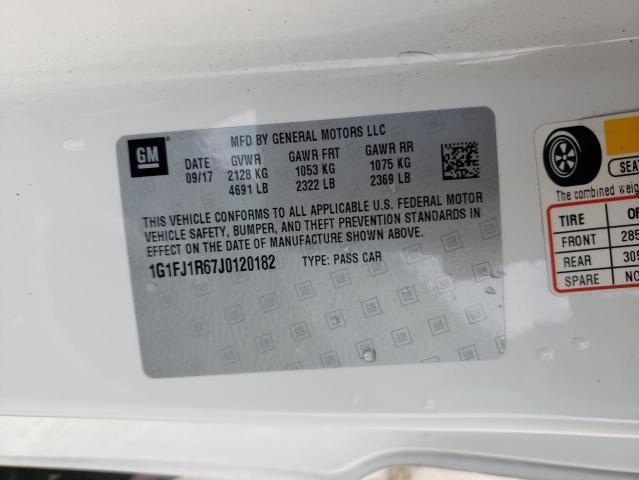 GM
MFD BY GENERAL MOTORS LLC
DATE GVWR GAWR FRT GAWR RR
09/17 2128 KG 1053 KG 1075 KG
4691 LB 2322 LB 2369 LB
THIS VEHICLE CONFORMS TO ALL APPLICABLE U.S. FEDERAL MOTOR
VEHICLE SAFETY, BUMPER, AND THEFT PREVENTION STANDARDS IN
EFFECT ON THE DATE OF MANUFACTURE SHOWN ABOVE.
1G1FJ1R67J0120182 TYPE: PASS CAR
The combined
TIRE
FRONT
REAR
SPARE